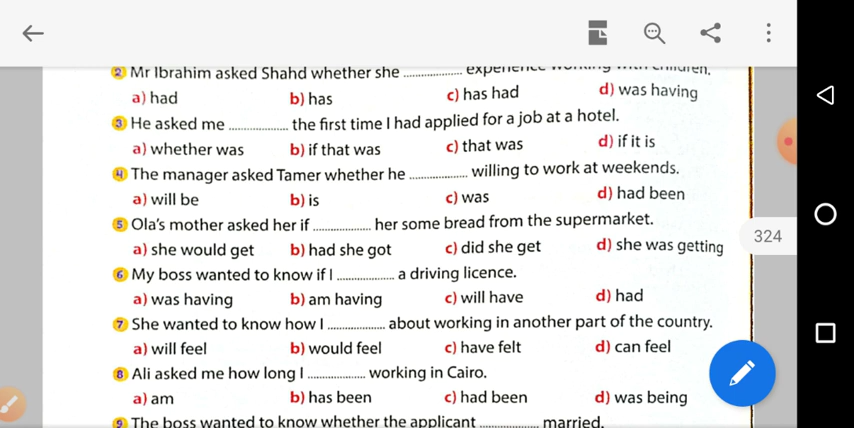 2 Mr Ibrahim asked Shahd whether she .................. experience working with children.
a) had b) has c) has had d) was having
3 He asked me .................. the first time I had applied for a job at a hotel.
a) whether was b) if that was c) that was d) if it is
4 The manager asked Tamer whether he .................. willing to work at weekends.
a) will be b) is c) was d) had been
5 Ola's mother asked her if .................. her some bread from the supermarket.
a) she would get b) had she got c) did she get d) she was getting
324
6 My boss wanted to know if I .................. a driving licence.
a) was having b) am having c) will have d) had
7 She wanted to know how I .................. about working in another part of the country.
a) will feel b) would feel c) have felt d) can feel
8 Ali asked me how long I .................. working in Cairo.
a) am b) has been c) had been d) was being
9 The boss wanted to know whether the applicant .................. married.